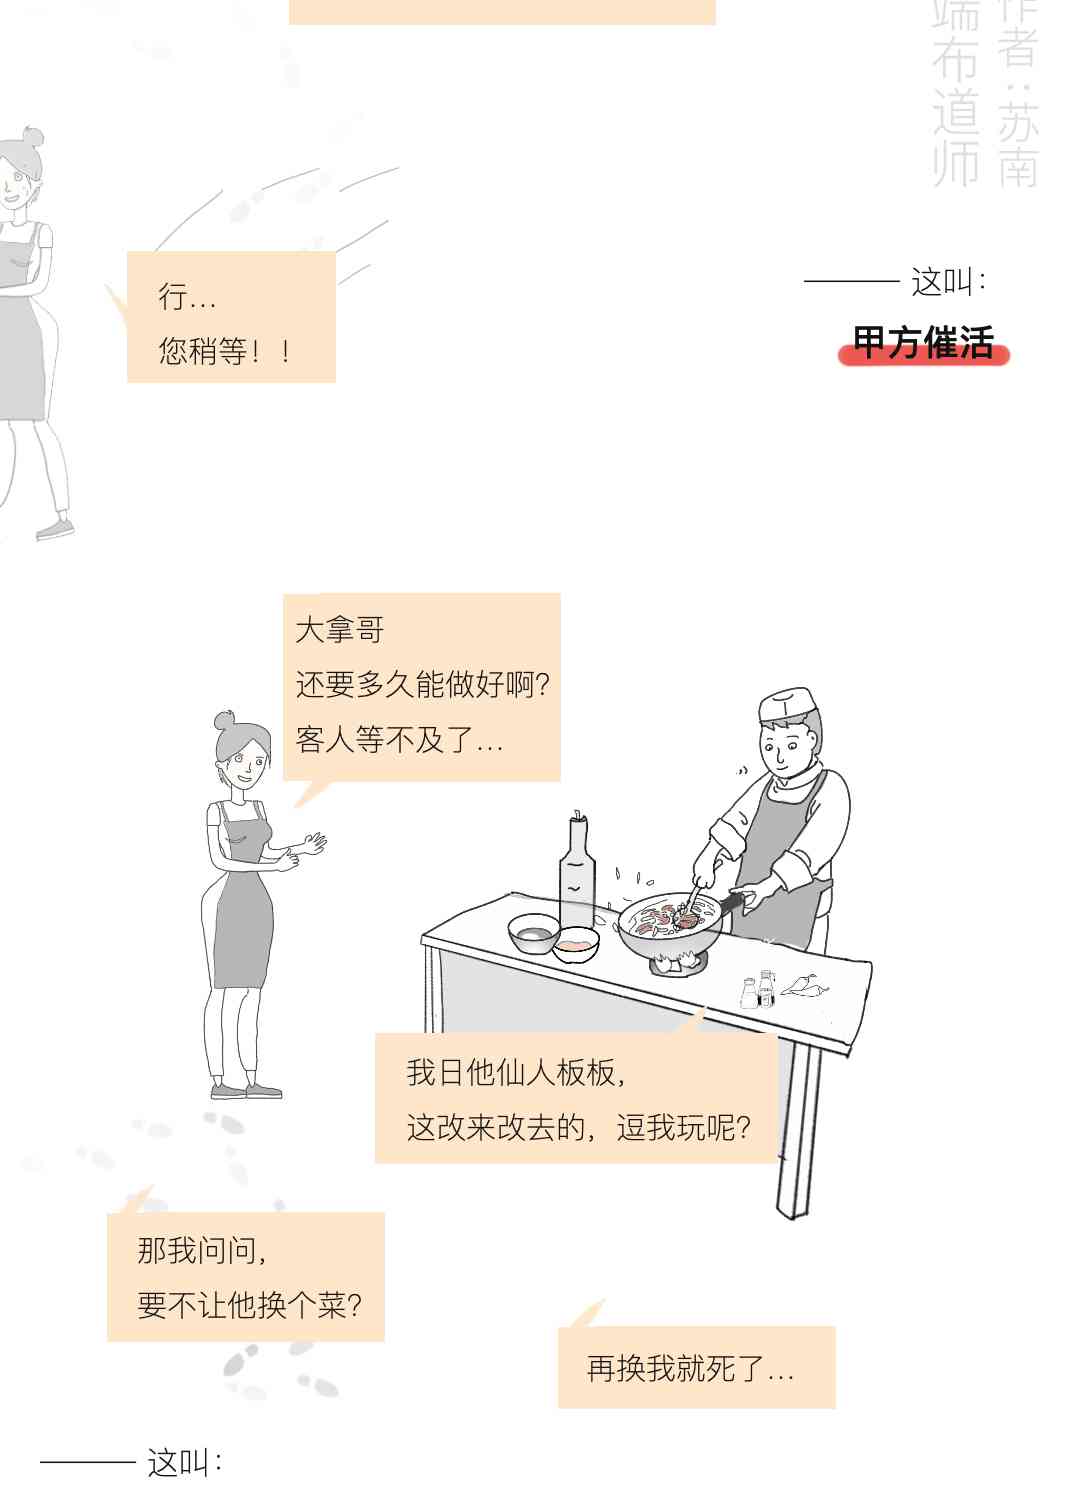 作者:苏南
端布道师
行...
您稍等！！
——— 这叫：
甲方催活
大拿哥
还要多久能做好啊？
客人等不及了...
我日他仙人板板，
这改来改去的，逗我玩呢？
那我问问，
要不让他换个菜？
再换我就死了...
——— 这叫：